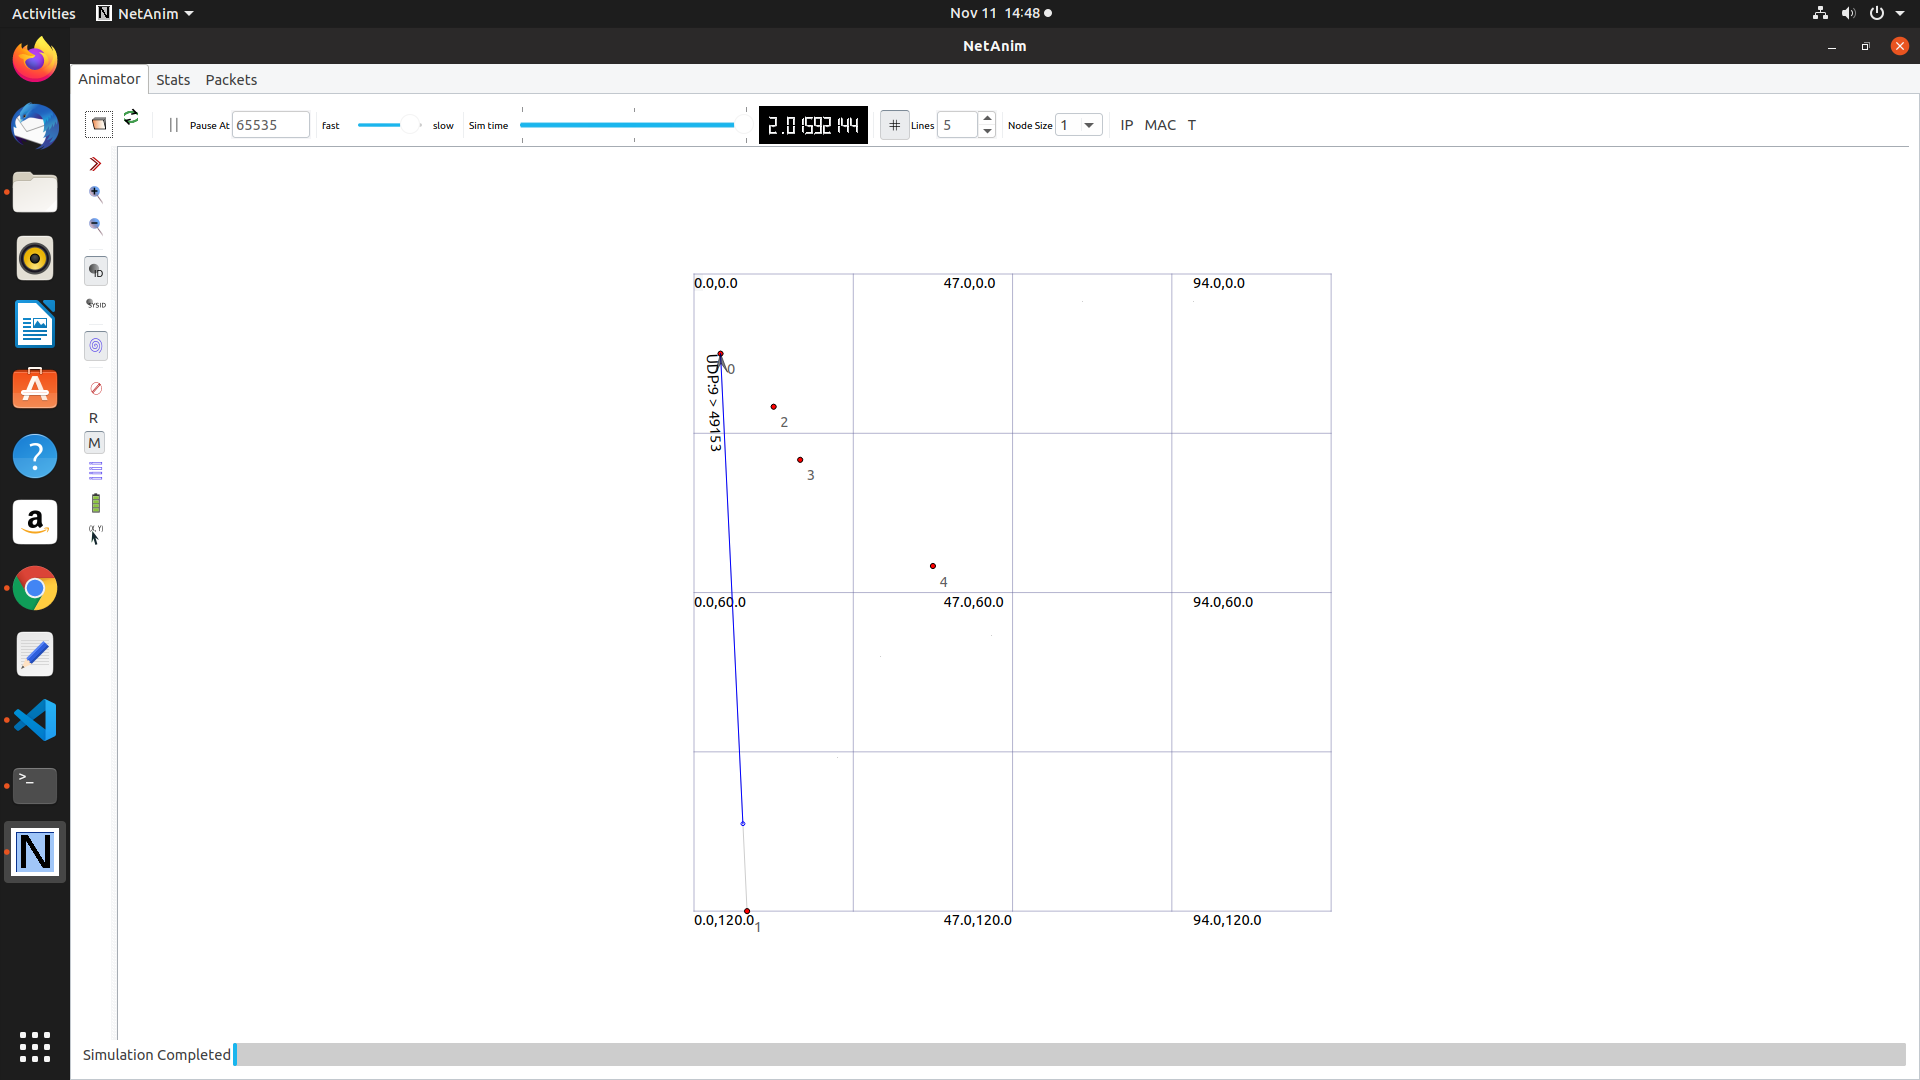 Activities NetAnim Nov 11 14:48
NetAnim
Animator Stats Packets
Pause At 65535 fast slow Sim time 2.01592144 # Lines 5 Node Size 1 IP MAC T
ID
SYSID
R
M
(X, Y)
0.0,0.0 47.0,0.0 94.0,0.0
UDP:9 > 49153
0
2
3
4
0.0,60.0 47.0,60.0 94.0,60.0
0.0,120.0 47.0,120.0 94.0,120.0
1
A
?
a
>_
N
Simulation Completed